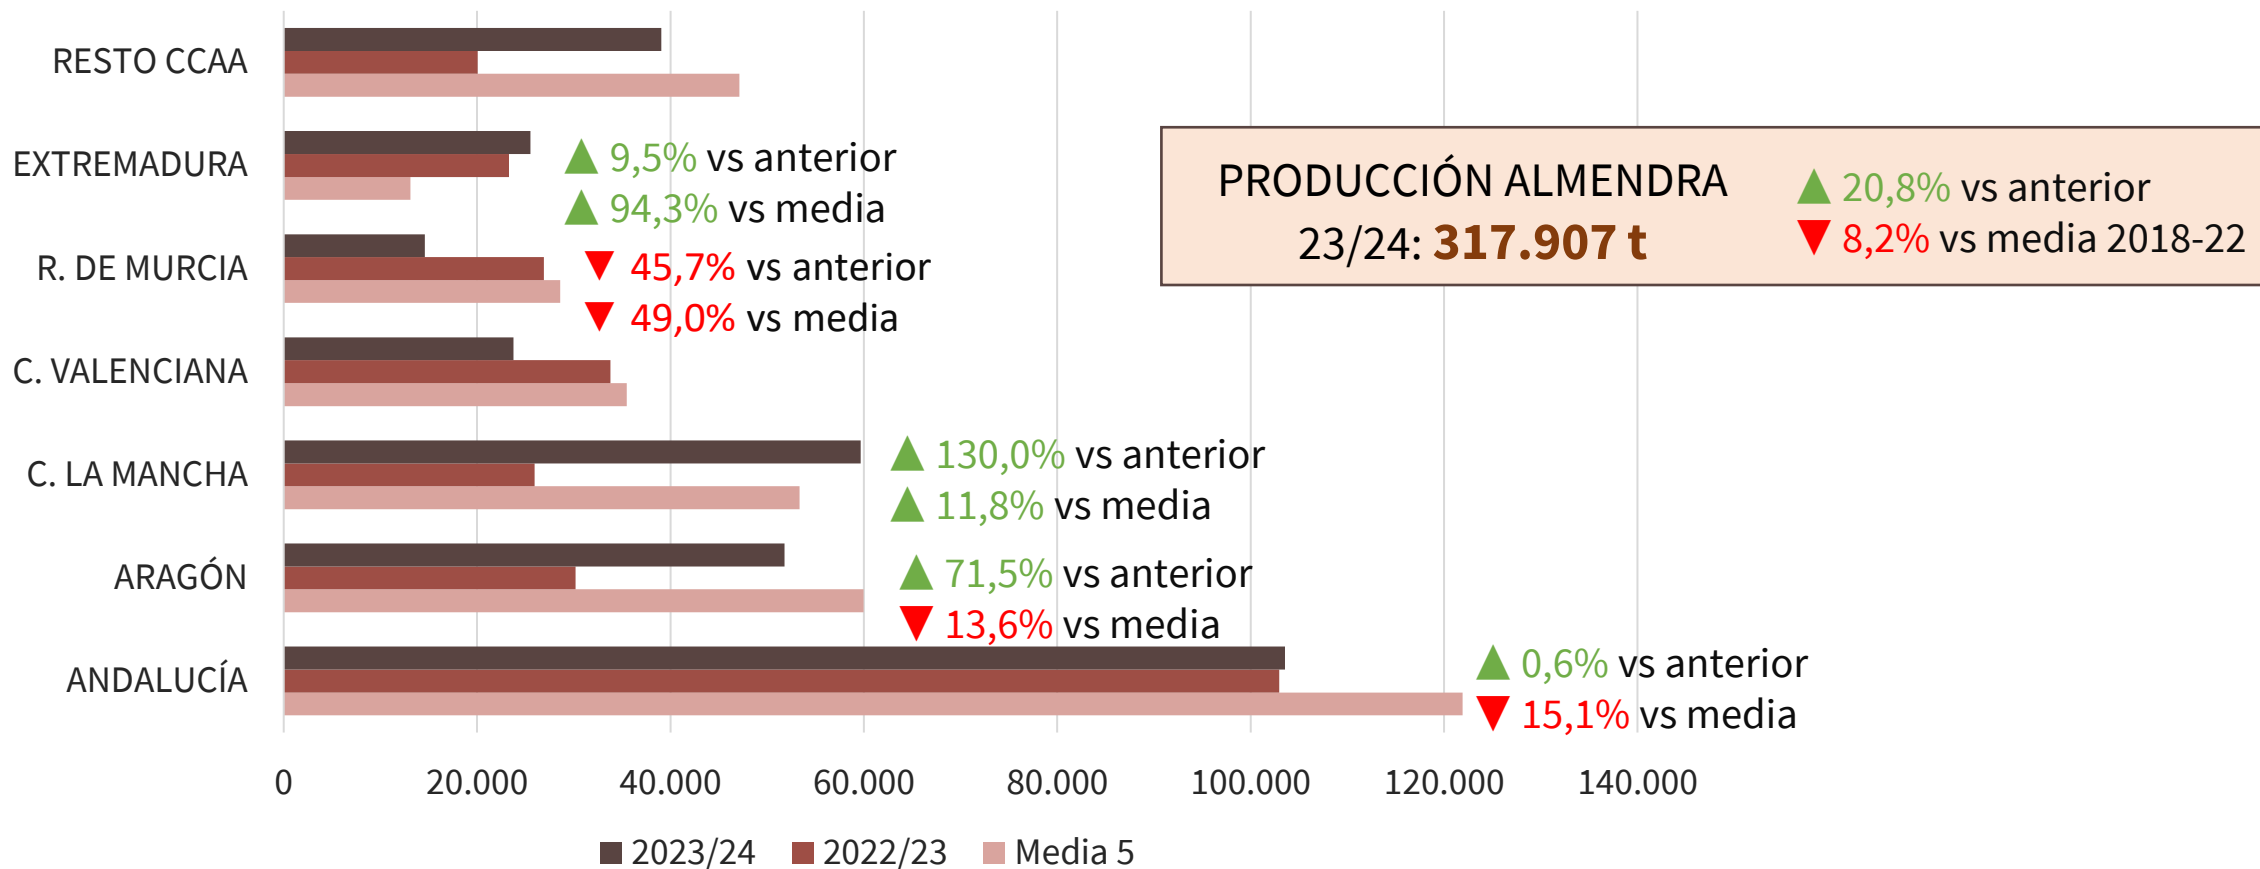 RESTO CCAA
EXTREMADURA
9,5% vs anterior
94,3% vs media
PRODUCCIÓN ALMENDRA
23/24: 317.907 t
20,8% vs anterior
8,2% vs media 2018-22
R. DE MURCIA
45,7% vs anterior
49,0% vs media
C. VALENCIANA
C. LA MANCHA
130,0% vs anterior
11,8% vs media
ARAGÓN
71,5% vs anterior
13,6% vs media
ANDALUCÍA
0,6% vs anterior
15,1% vs media
0 20.000 40.000 60.000 80.000 100.000 120.000 140.000
2023/24 2022/23 Media 5